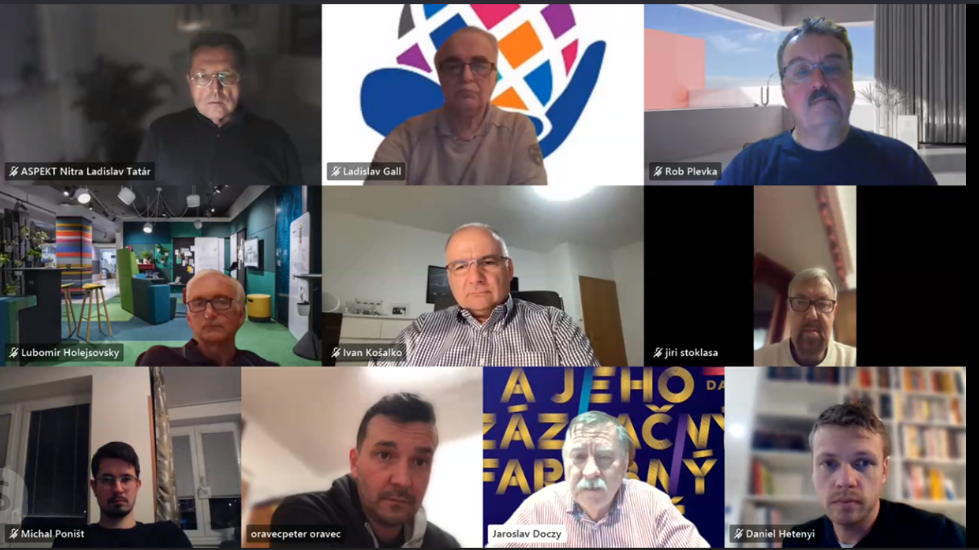 ASPEKT Nitra Ladislav Tatár
Ladislav Gall
Rob Plevka
Lubomir Holejsovsky
Ivan Košalko
jiri stoklasa
A JEHO
DA
ZÁZRAČNÝ
FAREBNÝ
Michal Poništ
oravecpeter oravec
Jaroslav Doczy
Daniel Hetenyi